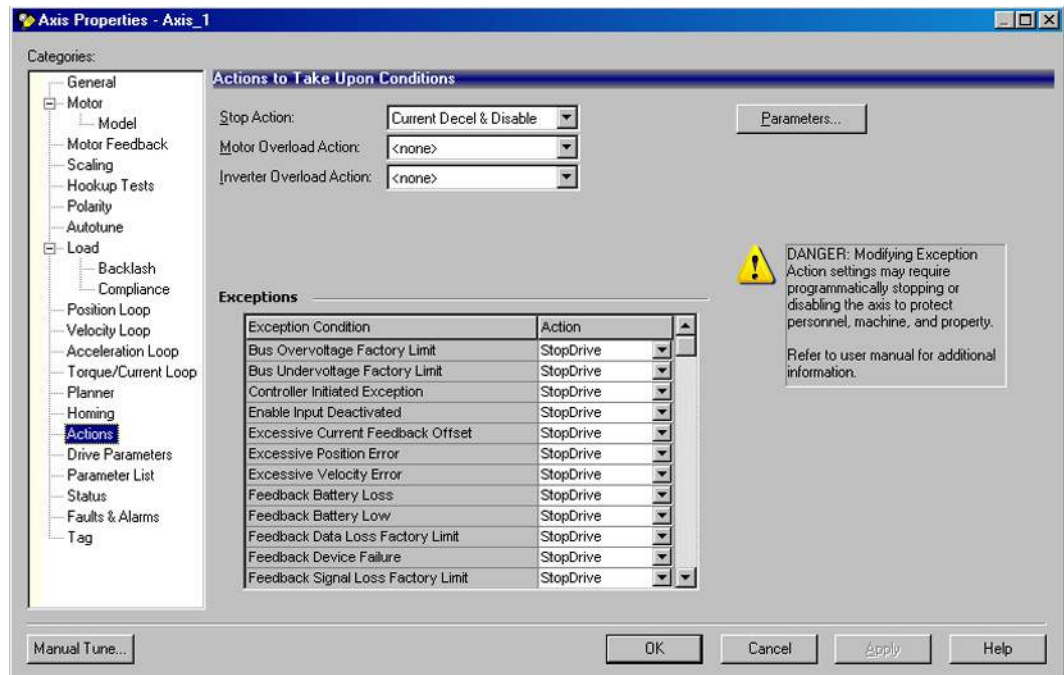 Axis Properties - Axis_1
Categories:
General
Motor
Model
Motor Feedback
Scaling
Hookup Tests
Polarity
Autotune
Load
Backlash
Compliance
Position Loop
Velocity Loop
Acceleration Loop
Torque/Current Loop
Planner
Homing
Actions
Drive Parameters
Parameter List
Status
Faults & Alarms
Tag
Actions to Take Upon Conditions
Stop Action: Current Decel & Disable
Parameters...
Motor Overload Action: <none>
Inverter Overload Action: <none>
DANGER: Modifying Exception
Action settings may require
programmatically stopping or
disabling the axis to protect
personnel, machine, and property.
Refer to user manual for additional
information.
Exceptions
Exception Condition Action
Bus Overvoltage Factory Limit StopDrive
Bus Undervoltage Factory Limit StopDrive
Controller Initiated Exception StopDrive
Enable Input Deactivated StopDrive
Excessive Current Feedback Offset StopDrive
Excessive Position Error StopDrive
Excessive Velocity Error StopDrive
Feedback Battery Loss StopDrive
Feedback Battery Low StopDrive
Feedback Data Loss Factory Limit StopDrive
Feedback Device Failure StopDrive
Feedback Signal Loss Factory Limit StopDrive
Manual Tune...
OK
Cancel
Apply
Help